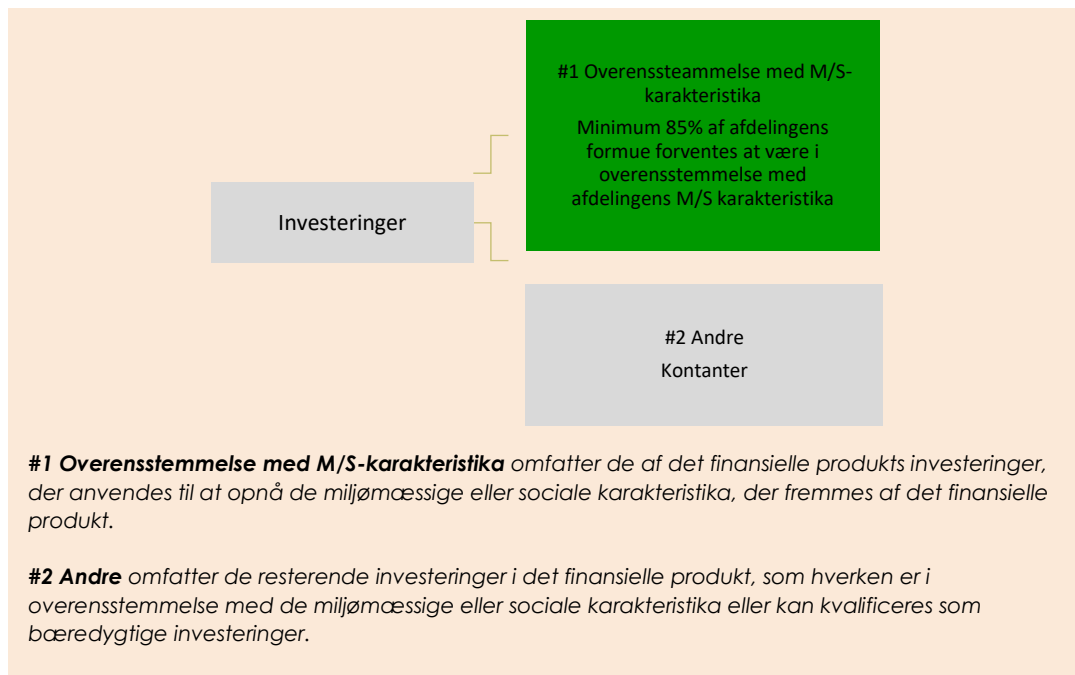 #1 Overenssteammelse med M/S-
karakteristika
Minimum 85% af afdelingens
formue forventes at være i
overensstemmelse med
afdelingens M/S karakteristika
Investeringer
#2 Andre
Kontanter
#1 Overensstemmelse med M/S-karakteristika omfatter de af det finansielle produkts investeringer,
der anvendes til at opnå de miljømæssige eller sociale karakteristika, der fremmes af det finansielle
produkt.
#2 Andre omfatter de resterende investeringer i det finansielle produkt, som hverken er i
overensstemmelse med de miljømæssige eller sociale karakteristika eller kan kvalificeres som
bæredygtige investeringer.